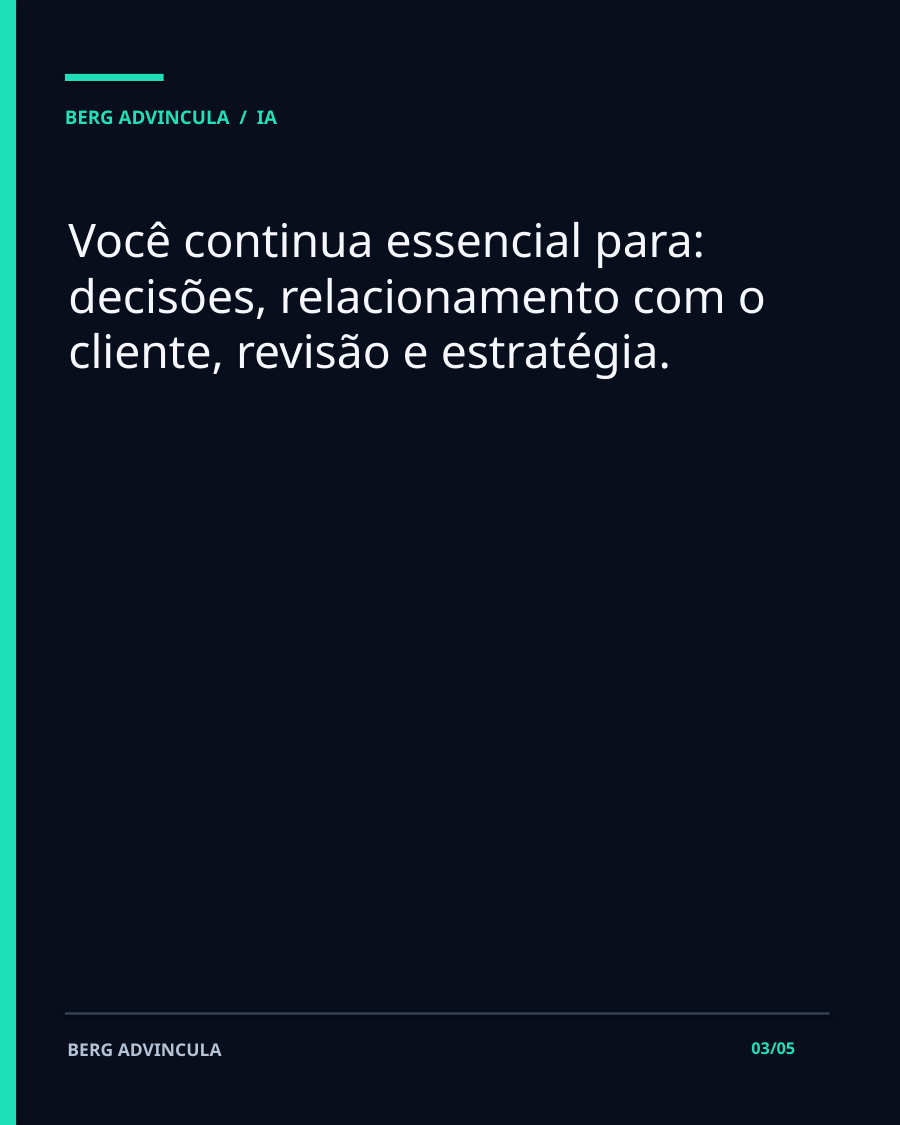 BERG ADVINCULA / IA
Você continua essencial para:
decisões, relacionamento com o
cliente, revisão e estratégia.
BERG ADVINCULA
03/05